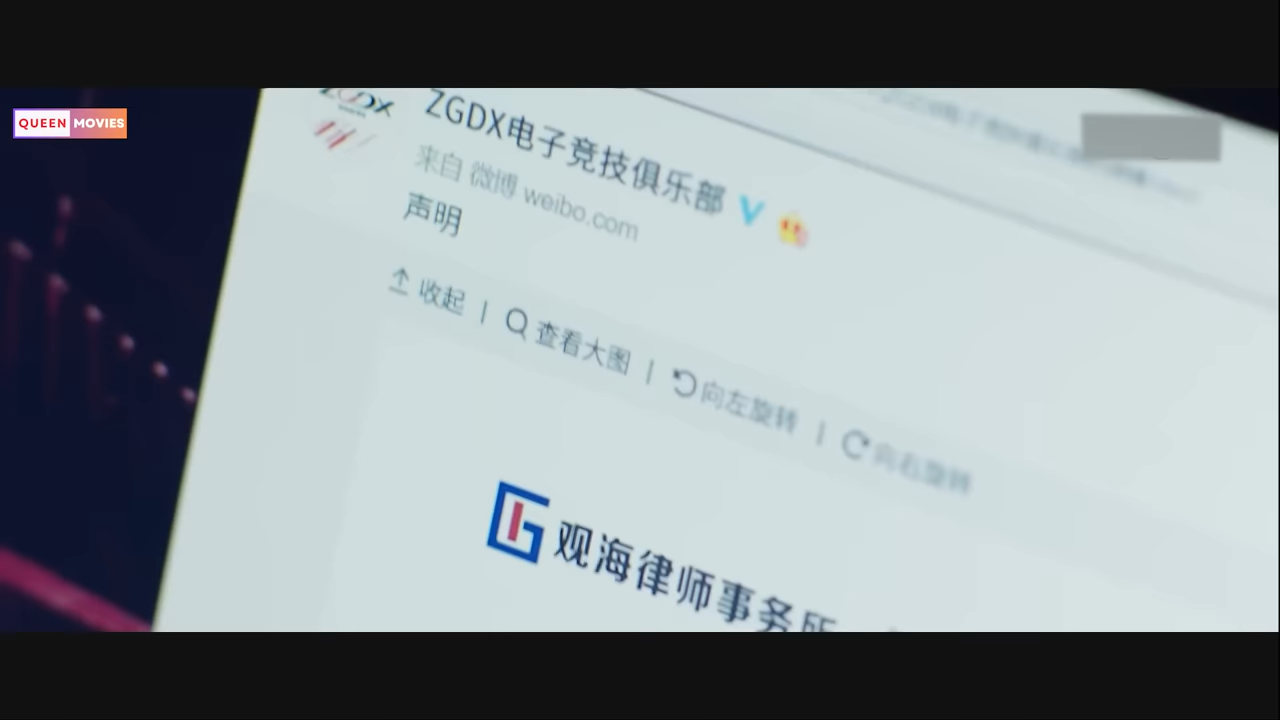 QUEEN MOVIES
ZGDX
ZGDX电子竞技俱乐部
来自 微博 weibo.com
声明
收起 | 查看大图 | 向左旋转 | 向右旋转
观海律师事务所